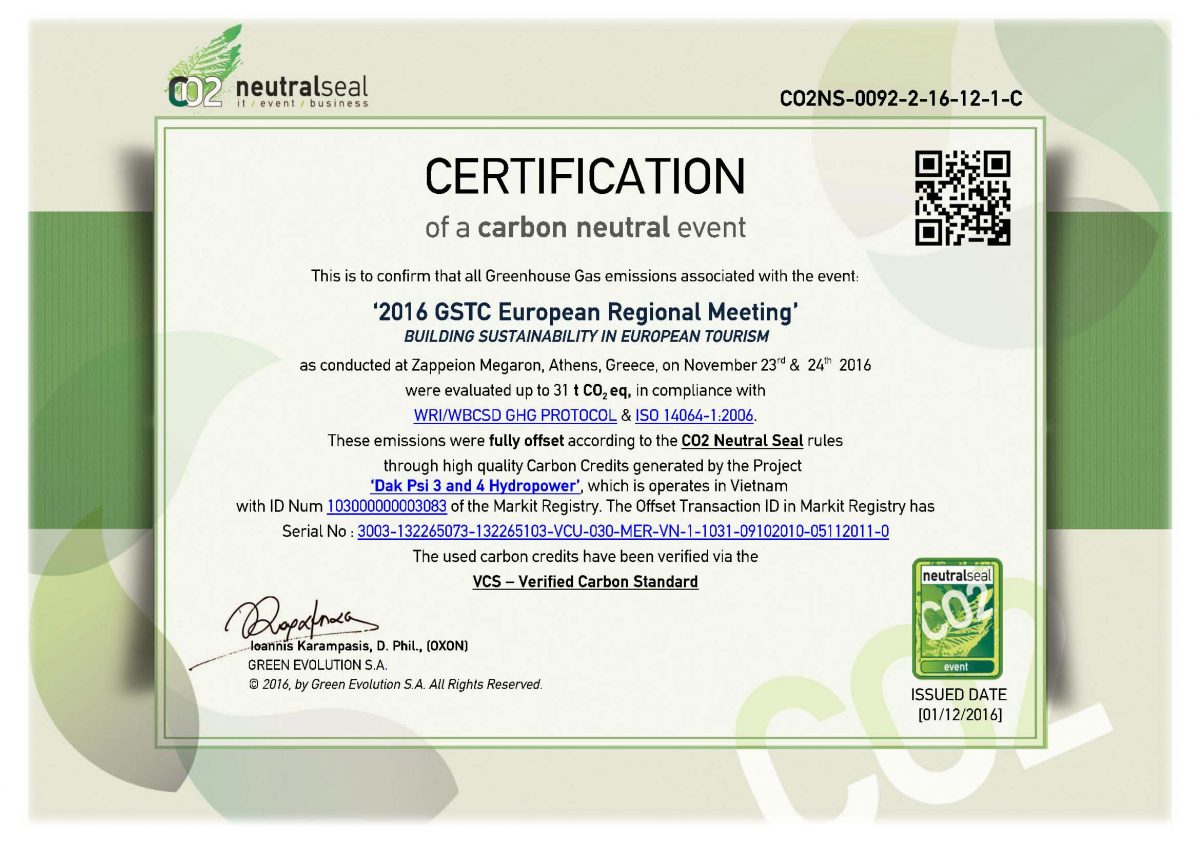 CO2 neutralseal
it / event / business
CO2NS-0092-2-16-12-1-C
CERTIFICATION
of a carbon neutral event
This is to confirm that all Greenhouse Gas emissions associated with the event:
‘2016 GSTC European Regional Meeting’
BUILDING SUSTAINABILITY IN EUROPEAN TOURISM
as conducted at Zappeion Megaron, Athens, Greece, on November 23rd & 24th 2016
were evaluated up to 31 t CO2 eq, in compliance with
WRI/WBCSD GHG PROTOCOL & ISO 14064-1:2006.
These emissions were fully offset according to the CO2 Neutral Seal rules
through high quality Carbon Credits generated by the Project
‘Dak Psi 3 and 4 Hydropower’, which is operates in Vietnam
with ID Num 103000000003083 of the Markit Registry. The Offset Transaction ID in Markit Registry has
Serial No : 3003-132265073-132265103-VCU-030-MER-VN-1-1031-09102010-05112011-0
The used carbon credits have been verified via the
VCS – Verified Carbon Standard
Ioannis Karampasis, D. Phil., (OXON)
GREEN EVOLUTION S.A.
© 2016, by Green Evolution S.A. All Rights Reserved.
neutralseal
CO2
event
ISSUED DATE
[01/12/2016]
CO2